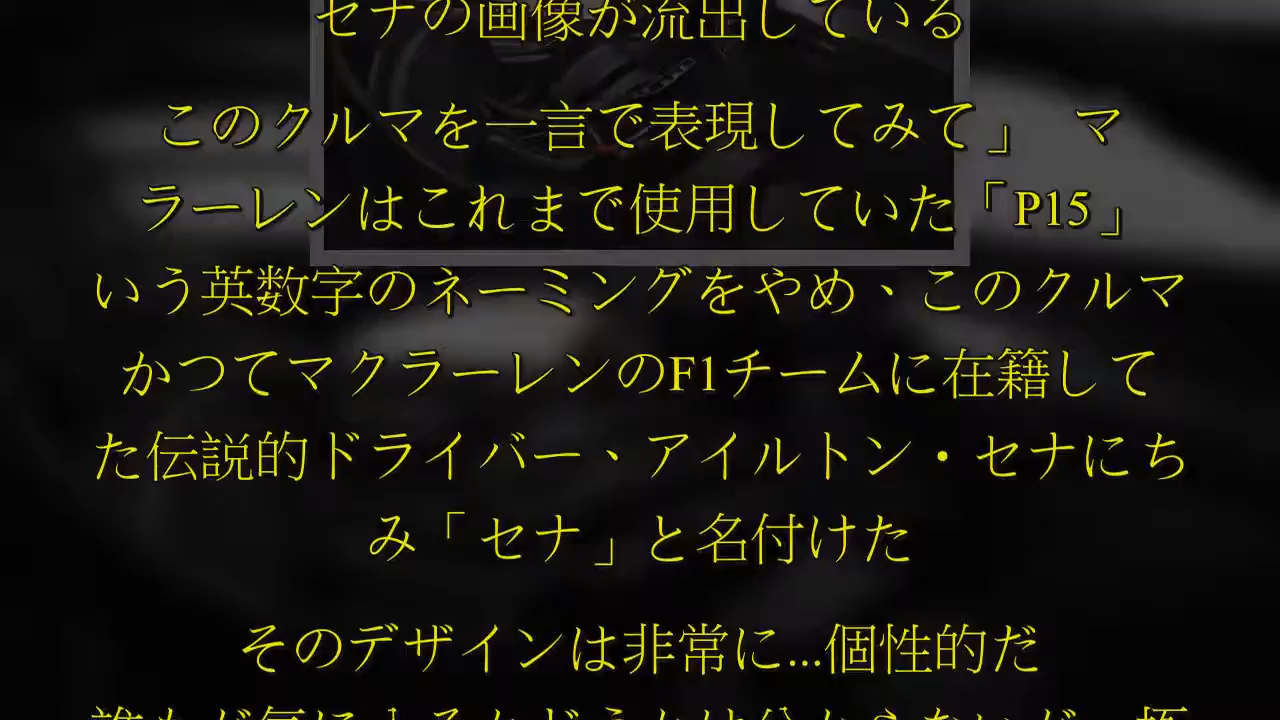 セナの画像が流出している
このクルマを一言で表現してみて」 マ
ラーレンはこれまで使用していた「P15」
いう英数字のネーミングをやめ、このクルマ
かつてマクラーレンのF1チームに在籍して
た伝説的ドライバー、アイルトン・セナにち
み「セナ」と名付けた
そのデザインは非常に...個性的だ